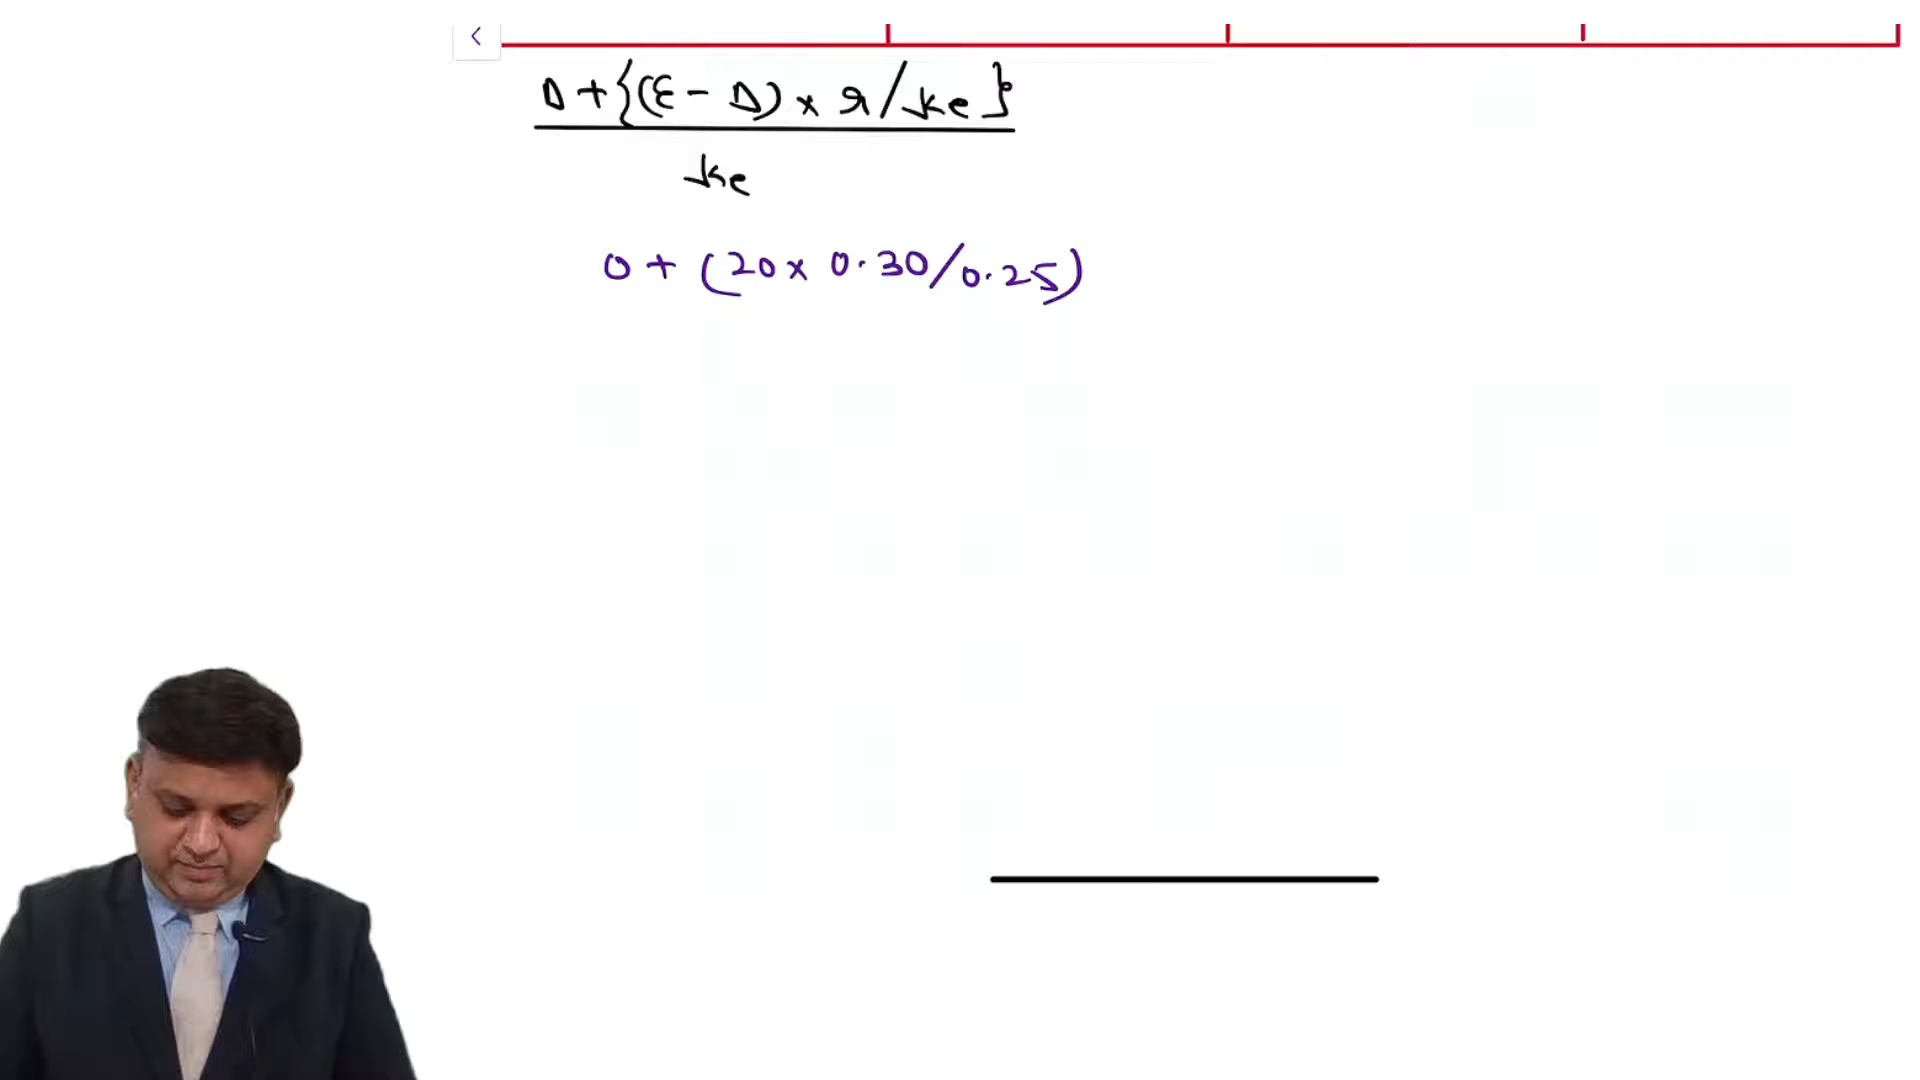 D + {(E - D) × r / ke}
ke
0 + (20 × 0.30 / 0.25)